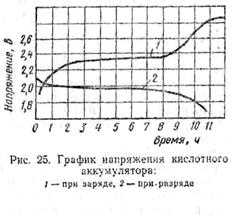 Напряжение, В
2,6
2,4
2,2
2,0
1,8
1
2
0 1 2 3 4 5 6 7 8 9 10 11
Время, ч
Рис. 25. График напряжения кислотного
аккумулятора:
1 — при заряде, 2 — при разряде